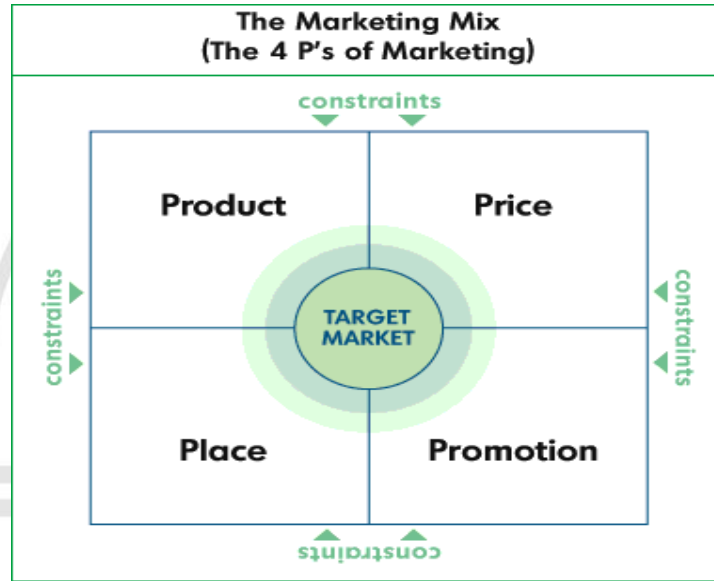 The Marketing Mix
(The 4 P's of Marketing)
constraints
Product
Price
constraints
constraints
TARGET
MARKET
Place
Promotion
constraints